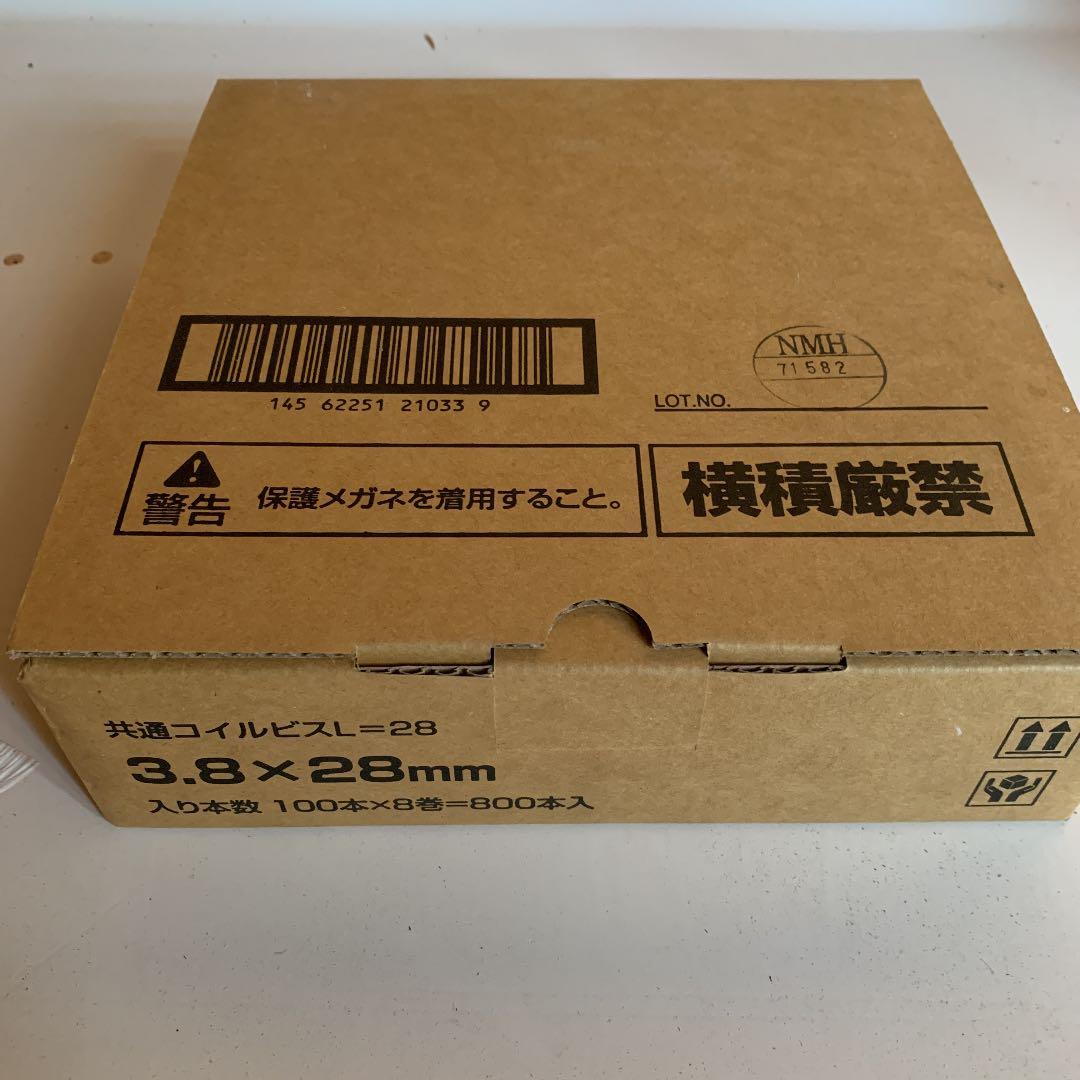 145 62251 21033 9
NMH
71582
LOT.NO.
警告
保護メガネを着用すること。
横積厳禁
共通コイルビスL=28
3.8×28mm
入り本数 100本×8巻=800本入